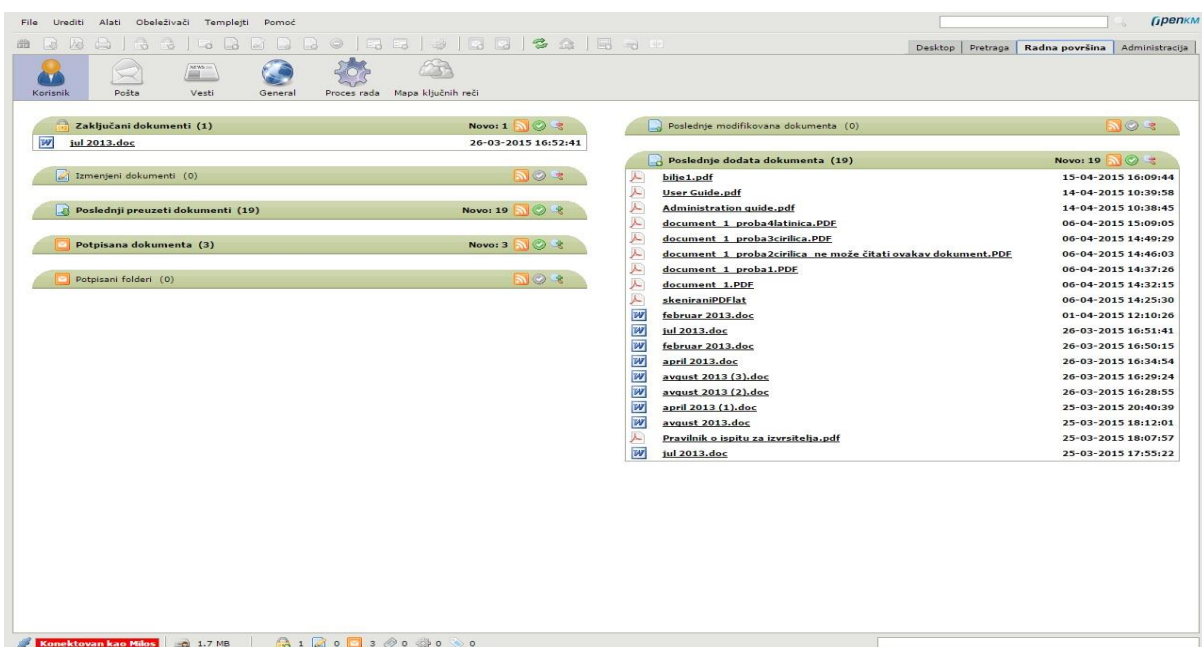 File Urediti Alati Obeleživači Templejti Pomoć
OpenKM
Desktop Pretraga Radna površina Administracija
Korisnik Pošta Vesti General Proces rada Mapa ključnih reči
Zaključani dokumenti (1) Novo: 1
jul 2013.doc 26-03-2015 16:52:41
Izmenjeni dokumenti (0)
Poslednji preuzeti dokumenti (19) Novo: 19
Potpisana dokumenta (3) Novo: 3
Potpisani folderi (0)
Poslednje modifikovana dokumenta (0)
Poslednje dodata dokumenta (19) Novo: 19
bilje1.pdf 15-04-2015 16:09:44
User Guide.pdf 14-04-2015 10:39:58
Administration guide.pdf 14-04-2015 10:38:45
document_1_proba4latinica.PDF 06-04-2015 15:09:05
document_1_proba3cirilica.PDF 06-04-2015 14:49:29
document_1_proba2cirilica_ne može čitati ovakav dokument.PDF 06-04-2015 14:46:03
document_1_proba1.PDF 06-04-2015 14:37:26
document_1.PDF 06-04-2015 14:32:15
skeniraniPDFlat 06-04-2015 14:25:30
februar 2013.doc 01-04-2015 12:10:26
jul 2013.doc 26-03-2015 16:51:41
februar 2013.doc 26-03-2015 16:50:15
april 2013.doc 26-03-2015 16:34:54
avgust 2013 (3).doc 26-03-2015 16:29:24
avgust 2013 (2).doc 26-03-2015 16:28:55
april 2013 (1).doc 25-03-2015 20:40:39
avgust 2013.doc 25-03-2015 18:12:01
Pravilnik o ispitu za izvrsitelja.pdf 25-03-2015 18:07:57
jul 2013.doc 25-03-2015 17:55:22
Konektovan kao Milos 1.7 MB 1 0 3 0 0 0